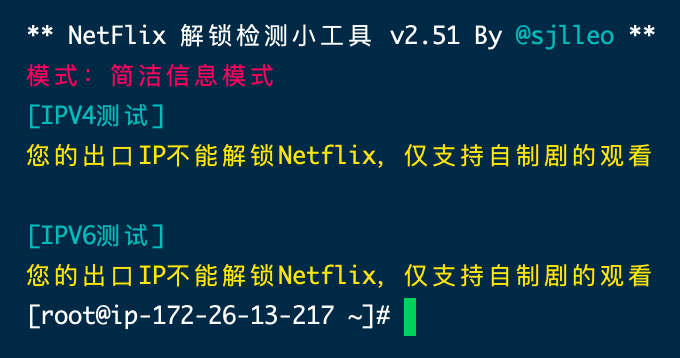 ** NetFlix 解锁检测小工具 v2.51 By @sjlleo **
模式: 简洁信息模式
[IPV4测试]
您的出口IP不能解锁Netflix, 仅支持自制剧的观看
[IPV6测试]
您的出口IP不能解锁Netflix, 仅支持自制剧的观看
[root@ip-172-26-13-217 ~]#